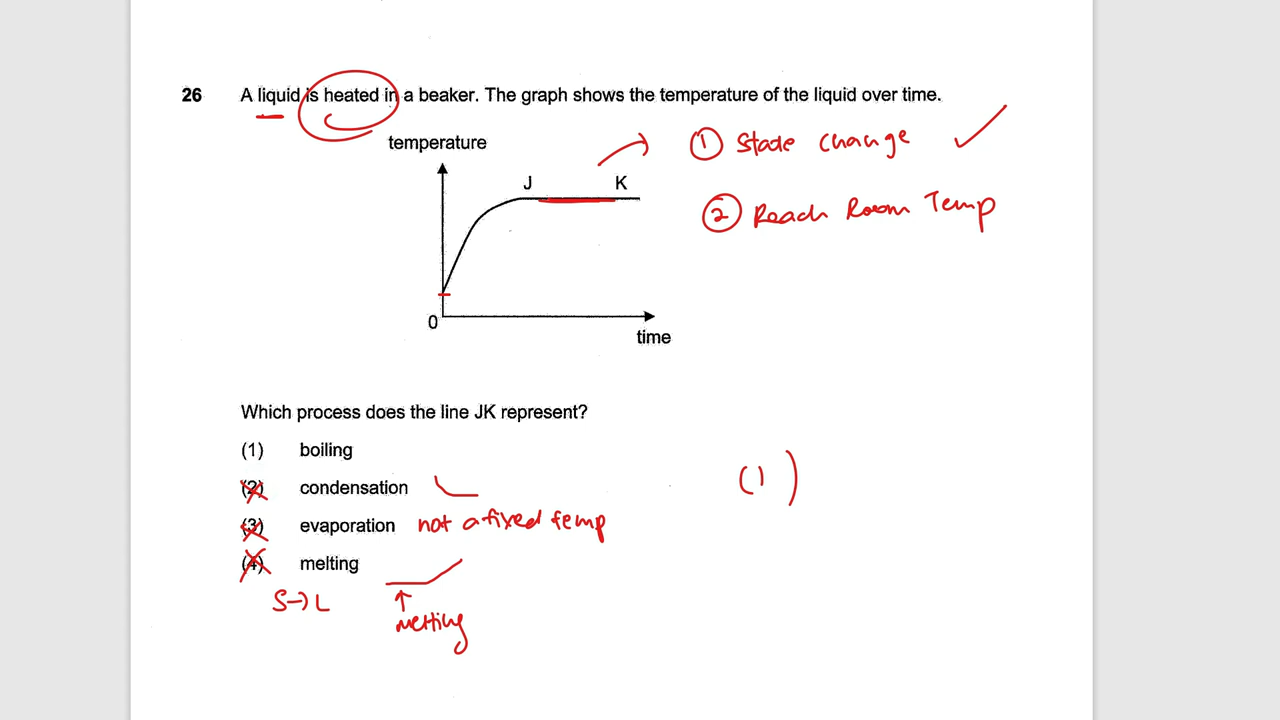 26 A liquid is heated in a beaker. The graph shows the temperature of the liquid over time.
temperature
① State change
J K
② Reach Room Temp
0
time
Which process does the line JK represent?
(1) boiling
(1)
(2) condensation
(3) evaporation not a fixed temp
(4) melting
S→L
melting